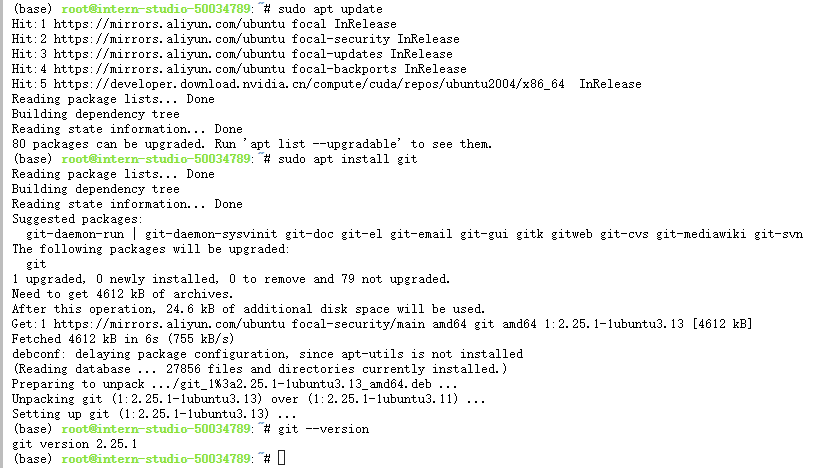 (base) root@intern-studio-50034789:~# sudo apt update
Hit:1 https://mirrors.aliyun.com/ubuntu focal InRelease
Hit:2 https://mirrors.aliyun.com/ubuntu focal-security InRelease
Hit:3 https://mirrors.aliyun.com/ubuntu focal-updates InRelease
Hit:4 https://mirrors.aliyun.com/ubuntu focal-backports InRelease
Hit:5 https://developer.download.nvidia.cn/compute/cuda/repos/ubuntu2004/x86_64  InRelease
Reading package lists... Done
Building dependency tree
Reading state information... Done
80 packages can be upgraded. Run 'apt list --upgradable' to see them.
(base) root@intern-studio-50034789:~# sudo apt install git
Reading package lists... Done
Building dependency tree
Reading state information... Done
Suggested packages:
  git-daemon-run | git-daemon-sysvinit git-doc git-el git-email git-gui gitk gitweb git-cvs git-mediawiki git-svn
The following packages will be upgraded:
  git
1 upgraded, 0 newly installed, 0 to remove and 79 not upgraded.
Need to get 4612 kB of archives.
After this operation, 24.6 kB of additional disk space will be used.
Get:1 https://mirrors.aliyun.com/ubuntu focal-security/main amd64 git amd64 1:2.25.1-1ubuntu3.13 [4612 kB]
Fetched 4612 kB in 6s (755 kB/s)
debconf: delaying package configuration, since apt-utils is not installed
(Reading database ... 27856 files and directories currently installed.)
Preparing to unpack .../git_1%3a2.25.1-1ubuntu3.13_amd64.deb ...
Unpacking git (1:2.25.1-1ubuntu3.13) over (1:2.25.1-1ubuntu3.11) ...
Setting up git (1:2.25.1-1ubuntu3.13) ...
(base) root@intern-studio-50034789:~# git --version
git version 2.25.1
(base) root@intern-studio-50034789:~#